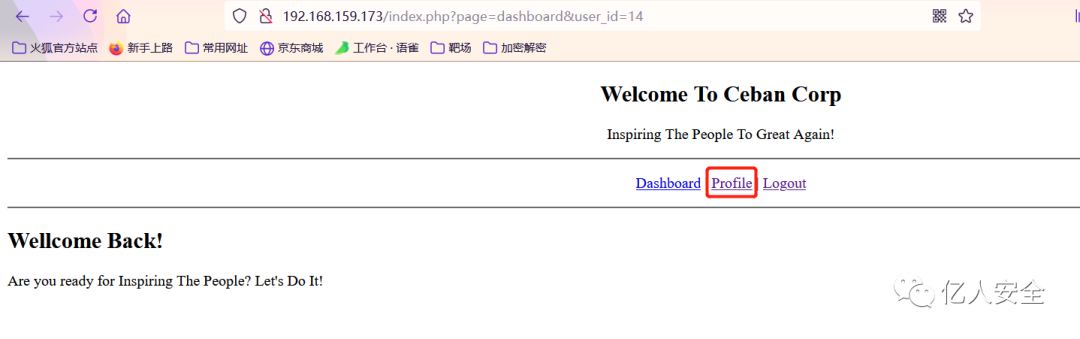 192.168.159.173/index.php?page=dashboard&user_id=14
火狐官方站点 新手上路 常用网址 京东商城 工作台 · 语雀 靶场 加密解密
Welcome To Ceban Corp
Inspiring The People To Great Again!
Dashboard | Profile | Logout
Wellcome Back!
Are you ready for Inspiring The People? Let's Do It!
亿人安全